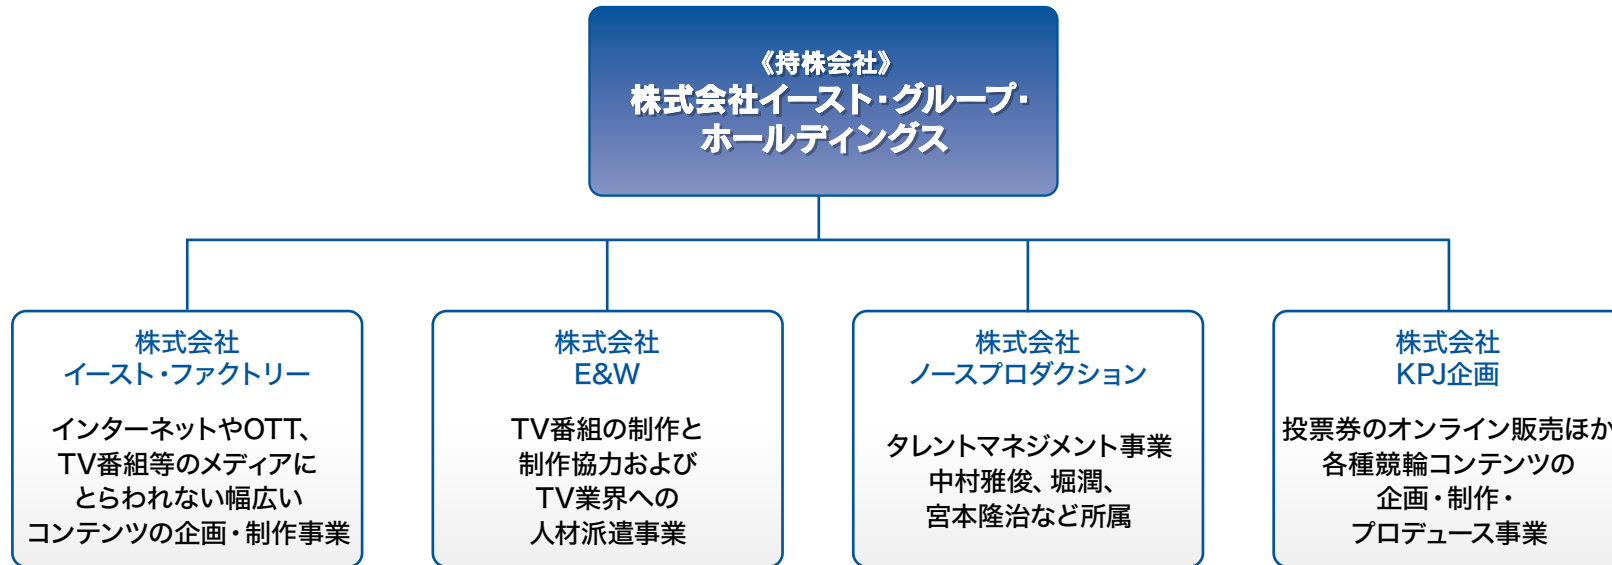 《持株会社》
株式会社イースト・グループ・
ホールディングス
株式会社
イースト・ファクトリー
インターネットやOTT、
TV番組等のメディアに
とらわれない幅広い
コンテンツの企画・制作事業
株式会社
E&W
TV番組の制作と
制作協力および
TV業界への
人材派遣事業
株式会社
ノースプロダクション
タレントマネジメント事業
中村雅俊、堀潤、
宮本隆治など所属
株式会社
KPJ企画
投票券のオンライン販売ほか
各種競輪コンテンツの
企画・制作・
プロデュース事業